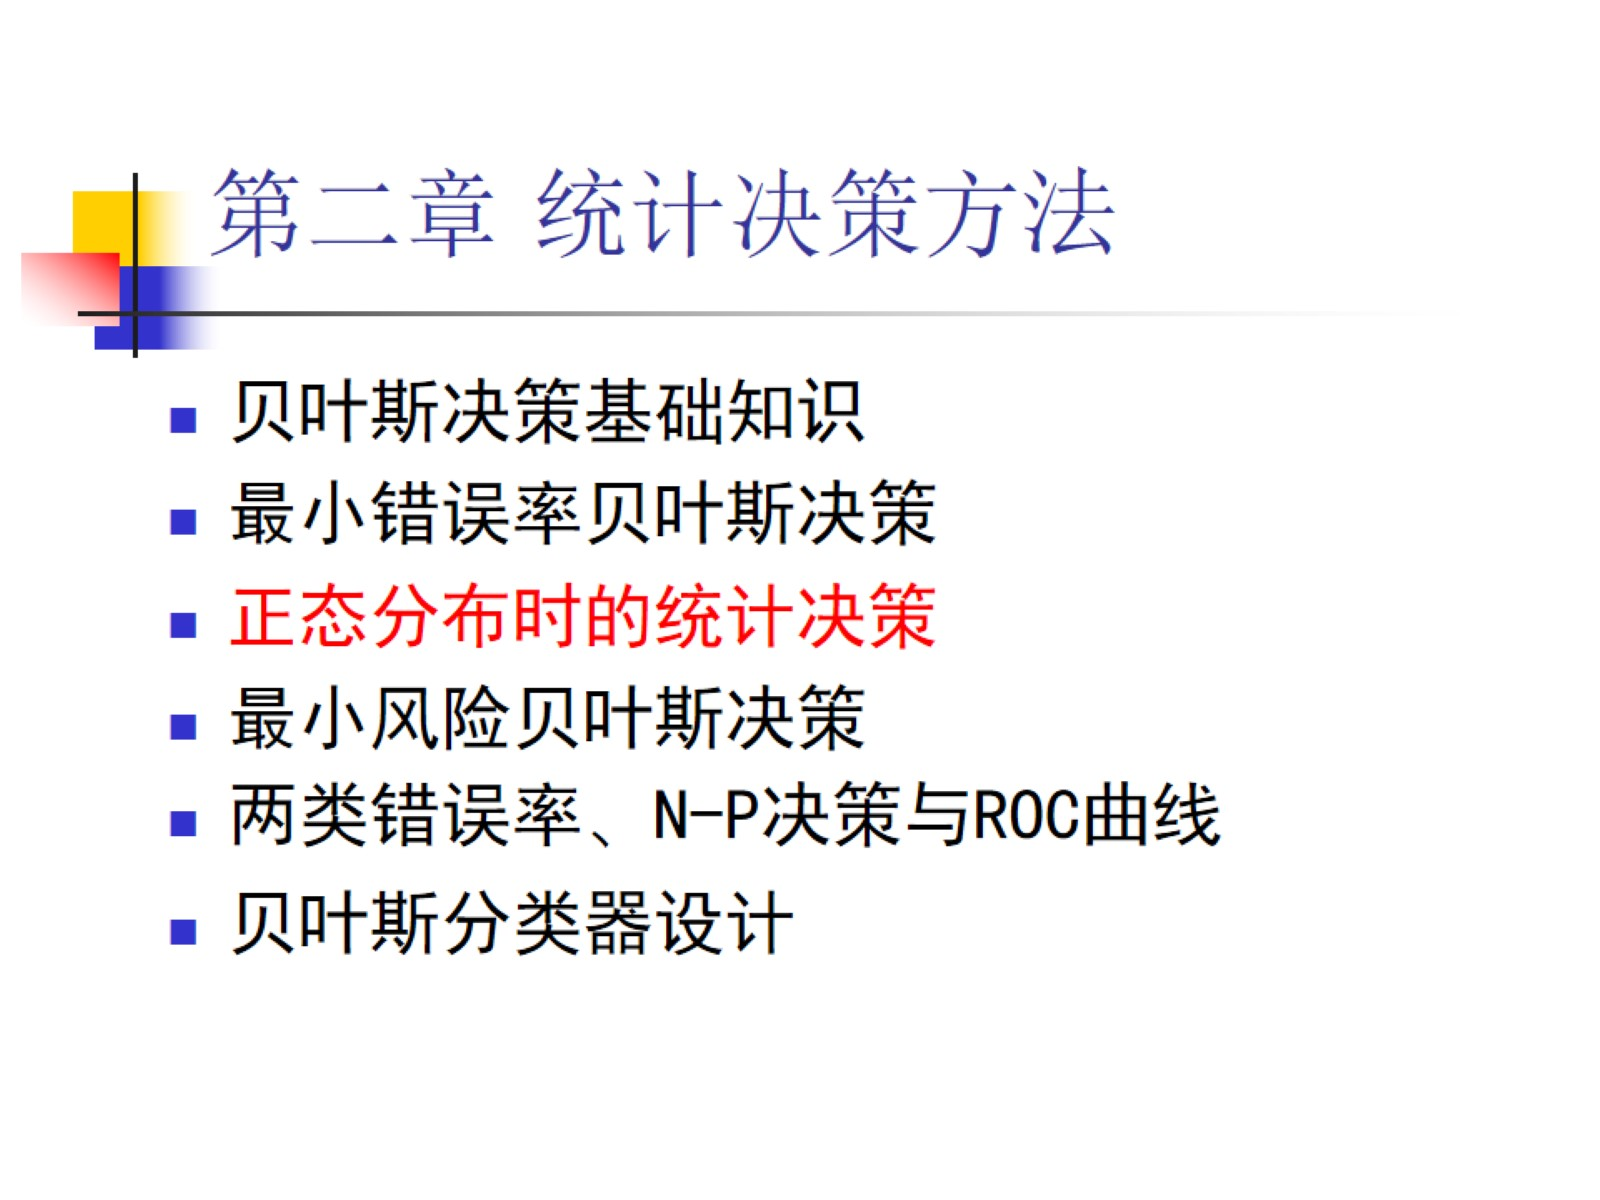 第二章 统计决策方法
贝叶斯决策基础知识
最小错误率贝叶斯决策
正态分布时的统计决策
最小风险贝叶斯决策
两类错误率、N-P决策与ROC曲线
贝叶斯分类器设计